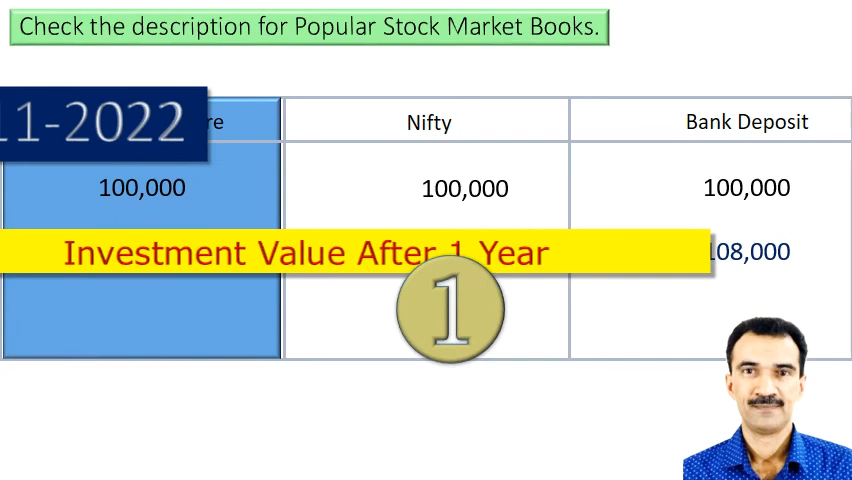 Check the description for Popular Stock Market Books.
11-2022
Nifty
Bank Deposit
100,000
100,000
100,000
Investment Value After 1 Year
108,000
1